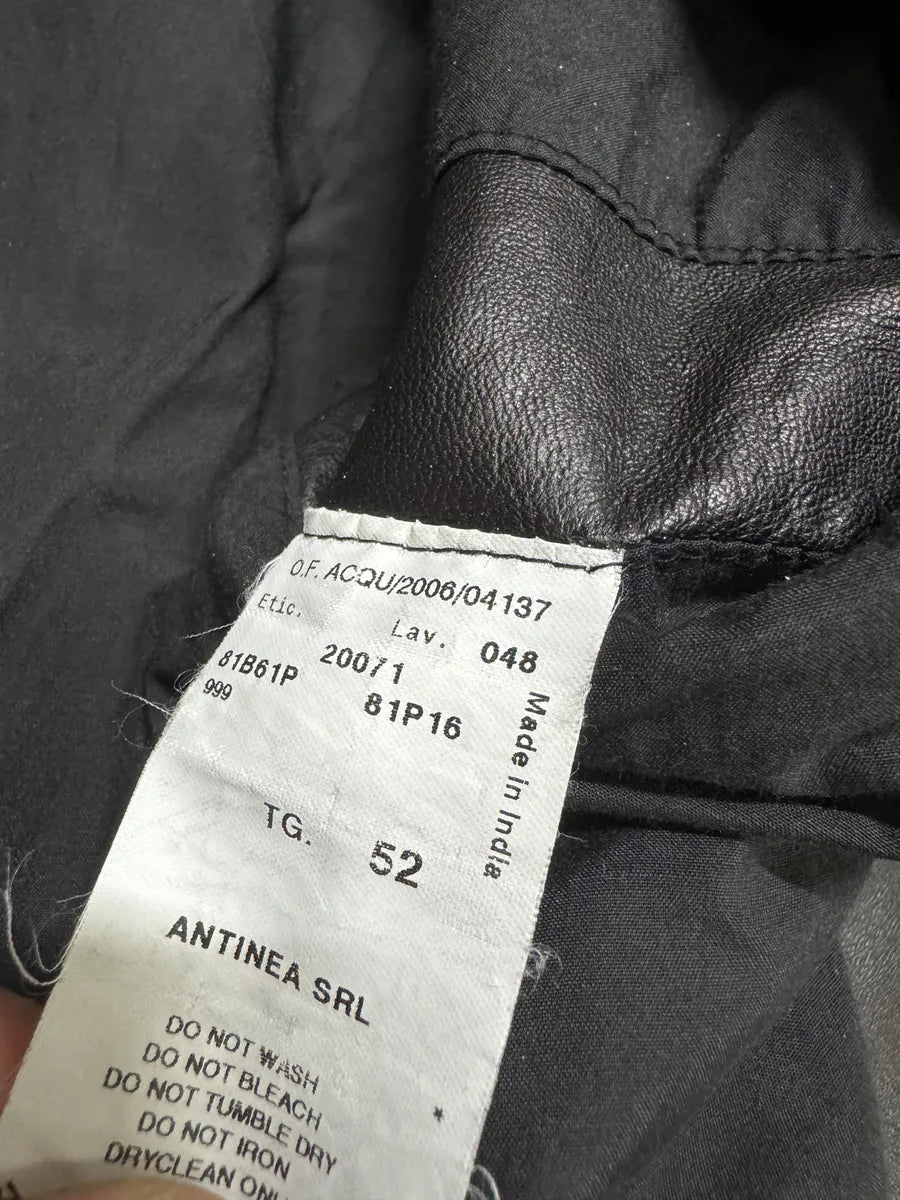 O.F. ACQU/2006/04137
Etic. Lav. 048
81B61P 20071
999 81P16
Made in India
TG. 52
ANTINEA SRL
DO NOT WASH
DO NOT BLEACH
DO NOT TUMBLE DRY
DO NOT IRON
DRYCLEAN